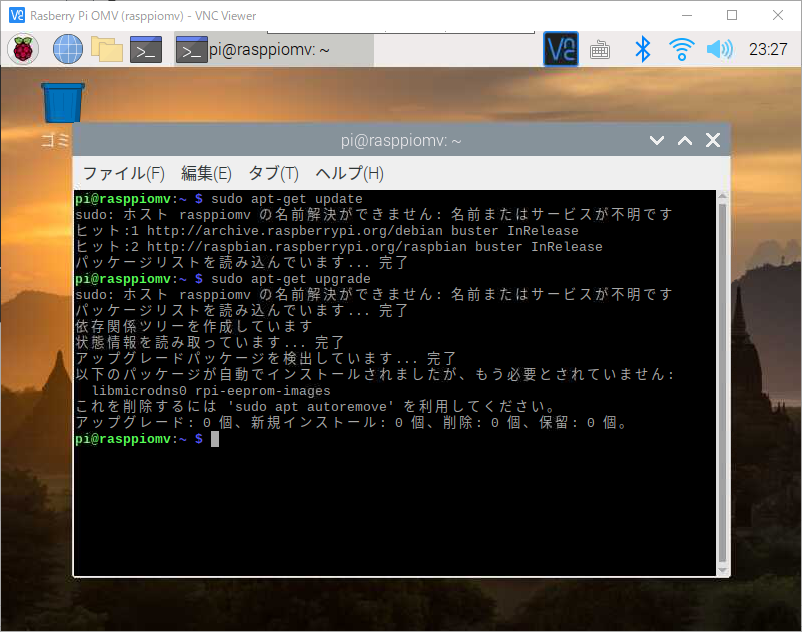 Rasberry Pi OMV (rasppiomv) - VNC Viewer
pi@rasppiomv: ~
23:27
ゴミ
pi@rasppiomv: ~
ファイル(F) 編集(E) タブ(T) ヘルプ(H)
pi@rasppiomv:~ $ sudo apt-get update
sudo: ホスト rasppiomv の名前解決ができません: 名前またはサービスが不明です
ヒット:1 http://archive.raspberrypi.org/debian buster InRelease
ヒット:2 http://raspbian.raspberrypi.org/raspbian buster InRelease
パッケージリストを読み込んでいます... 完了
pi@rasppiomv:~ $ sudo apt-get upgrade
sudo: ホスト rasppiomv の名前解決ができません: 名前またはサービスが不明です
パッケージリストを読み込んでいます... 完了
依存関係ツリーを作成しています
状態情報を読み取っています... 完了
アップグレードパッケージを検出しています... 完了
以下のパッケージが自動でインストールされましたが、もう必要とされていません:
  libmicrodns0 rpi-eeprom-images
これを削除するには 'sudo apt autoremove' を利用してください。
アップグレード: 0 個、新規インストール: 0 個、削除: 0 個、保留: 0 個。
pi@rasppiomv:~ $